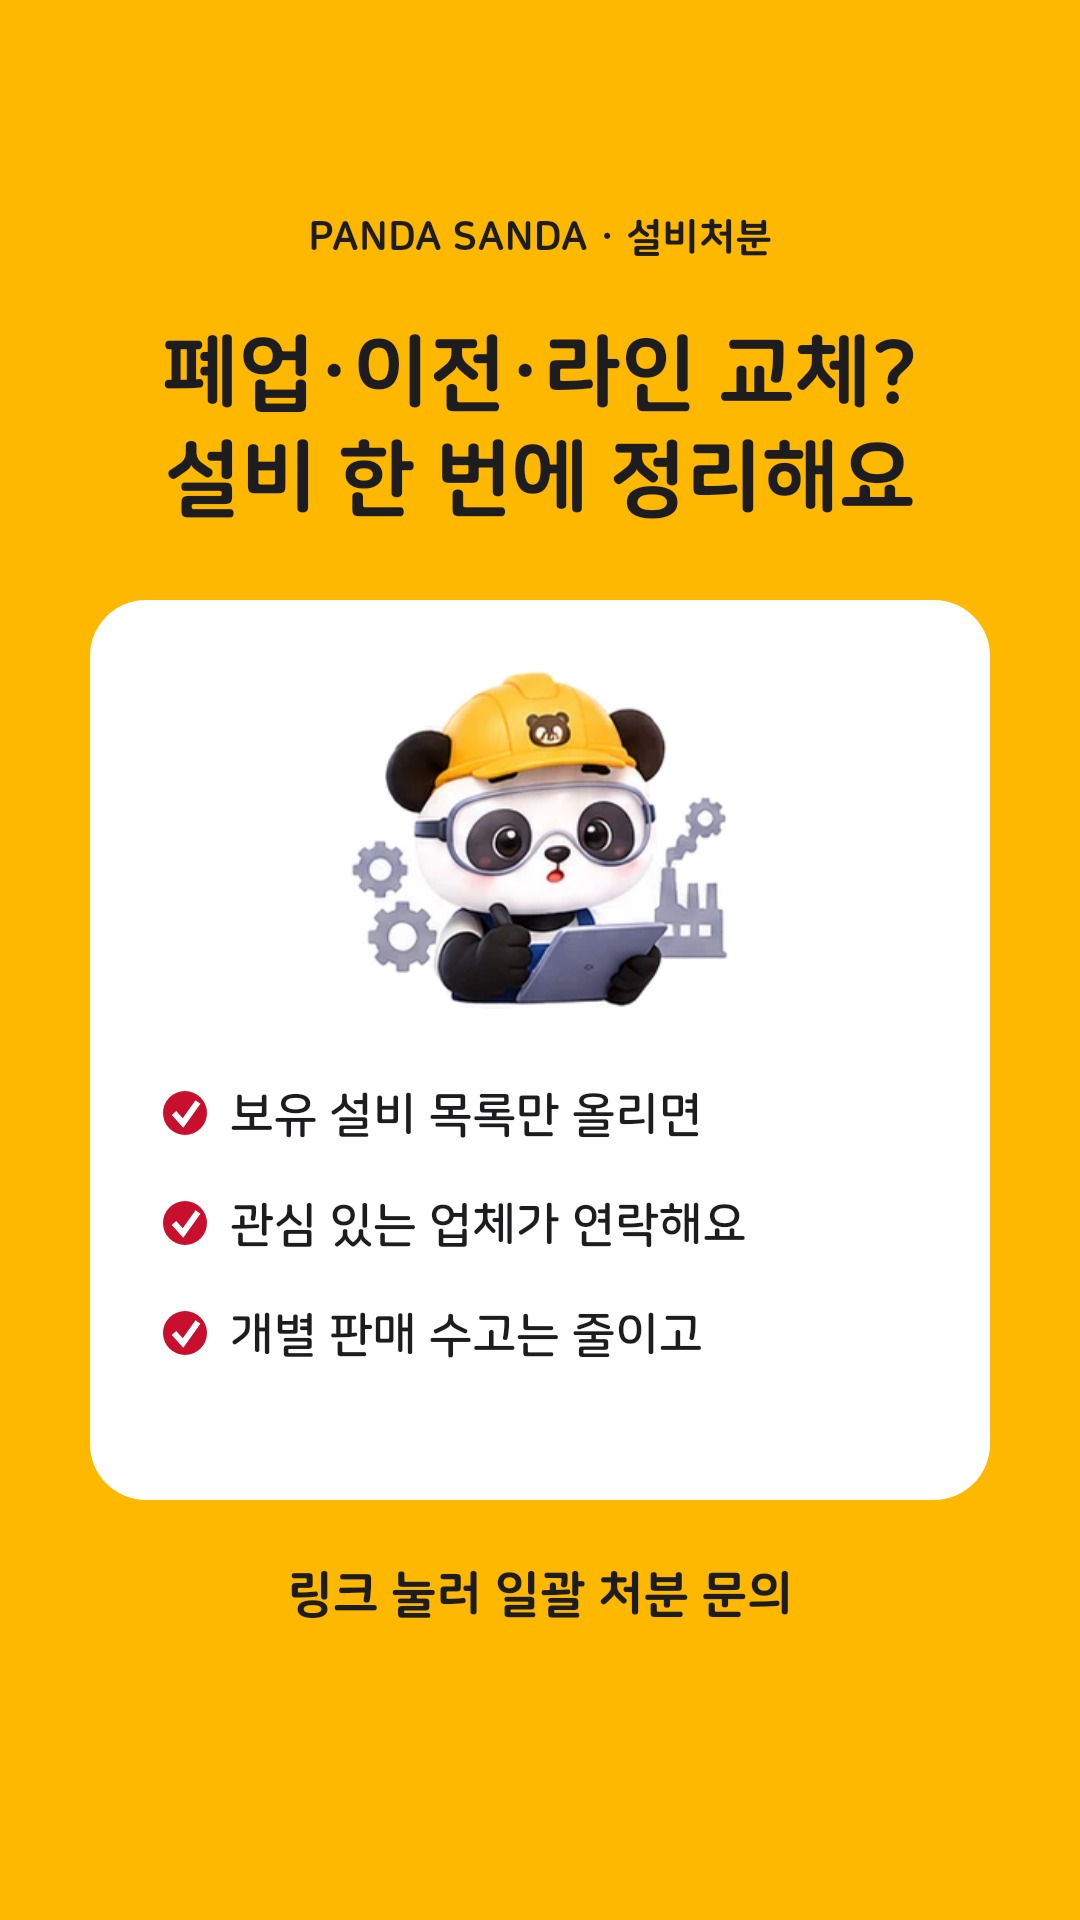 PANDA SANDA · 설비처분
폐업·이전·라인 교체?
설비 한 번에 정리해요
보유 설비 목록만 올리면
관심 있는 업체가 연락해요
개별 판매 수고는 줄이고
링크 눌러 일괄 처분 문의